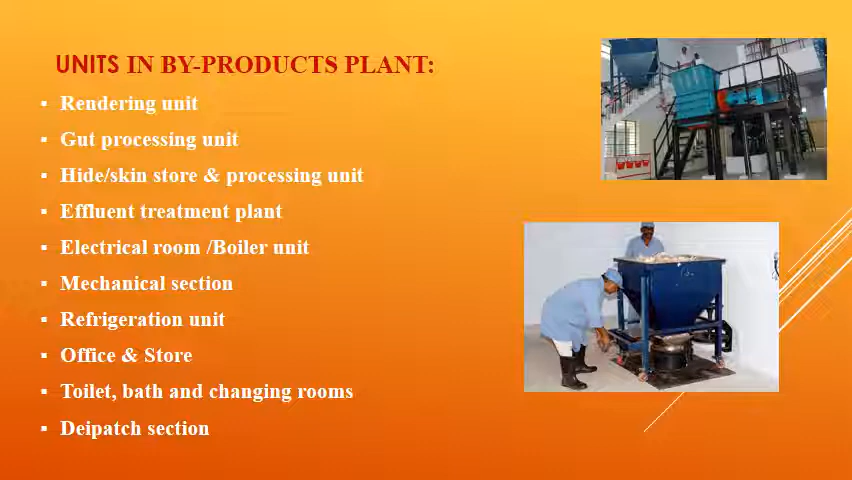 UNITS IN BY-PRODUCTS PLANT:
Rendering unit
Gut processing unit
Hide/skin store & processing unit
Effluent treatment plant
Electrical room /Boiler unit
Mechanical section
Refrigeration unit
Office & Store
Toilet, bath and changing rooms
Deipatch section